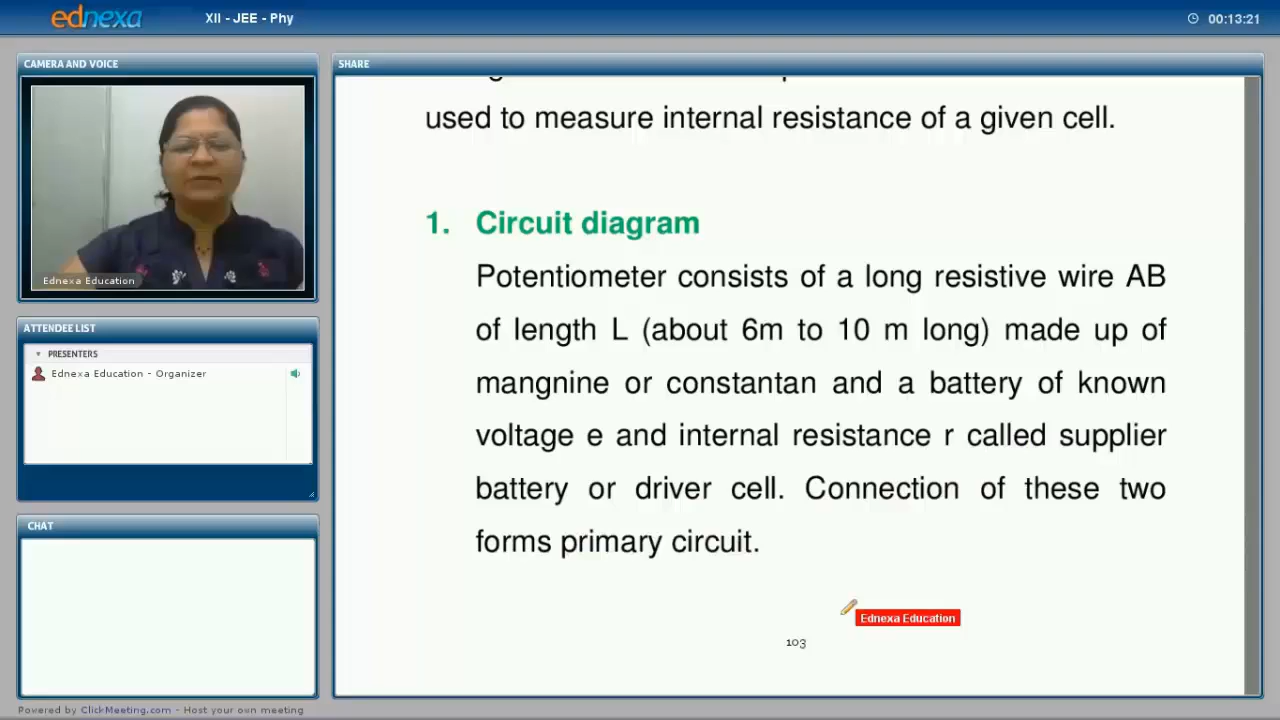 ednexa
XII - JEE - Phy
00:13:21
CAMERA AND VOICE
Ednexa Education
ATTENDEE LIST
PRESENTERS
Ednexa Education - Organizer
CHAT
Powered by ClickMeeting.com - Host your own meeting
SHARE
used to measure internal resistance of a given cell.
1. Circuit diagram
Potentiometer consists of a long resistive wire AB
of length L (about 6m to 10 m long) made up of
mangnine or constantan and a battery of known
voltage e and internal resistance r called supplier
battery or driver cell. Connection of these two
forms primary circuit.
Ednexa Education
103